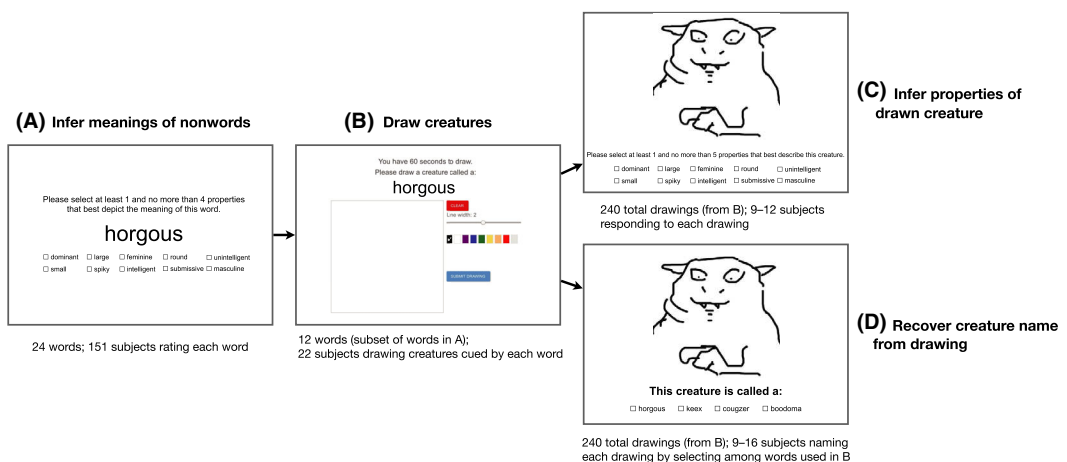 (A) Infer meanings of nonwords
Please select at least 1 and no more than 4 properties
that best depict the meaning of this word.
horgous
dominant large feminine round unintelligent
small spiky intelligent submissive masculine
24 words; 151 subjects rating each word
(B) Draw creatures
You have 60 seconds to draw.
Please draw a creature called a:
horgous
CLEAR
Line width: 2
SUBMIT DRAWING
12 words (subset of words in A);
22 subjects drawing creatures cued by each word
Please select at least 1 and no more than 5 properties that best describe this creature.
dominant large feminine round unintelligent
small spiky intelligent submissive masculine
(C) Infer properties of
drawn creature
240 total drawings (from B); 9–12 subjects
responding to each drawing
This creature is called a:
horgous keex cougzer boodoma
(D) Recover creature name
from drawing
240 total drawings (from B); 9–16 subjects naming
each drawing by selecting among words used in B